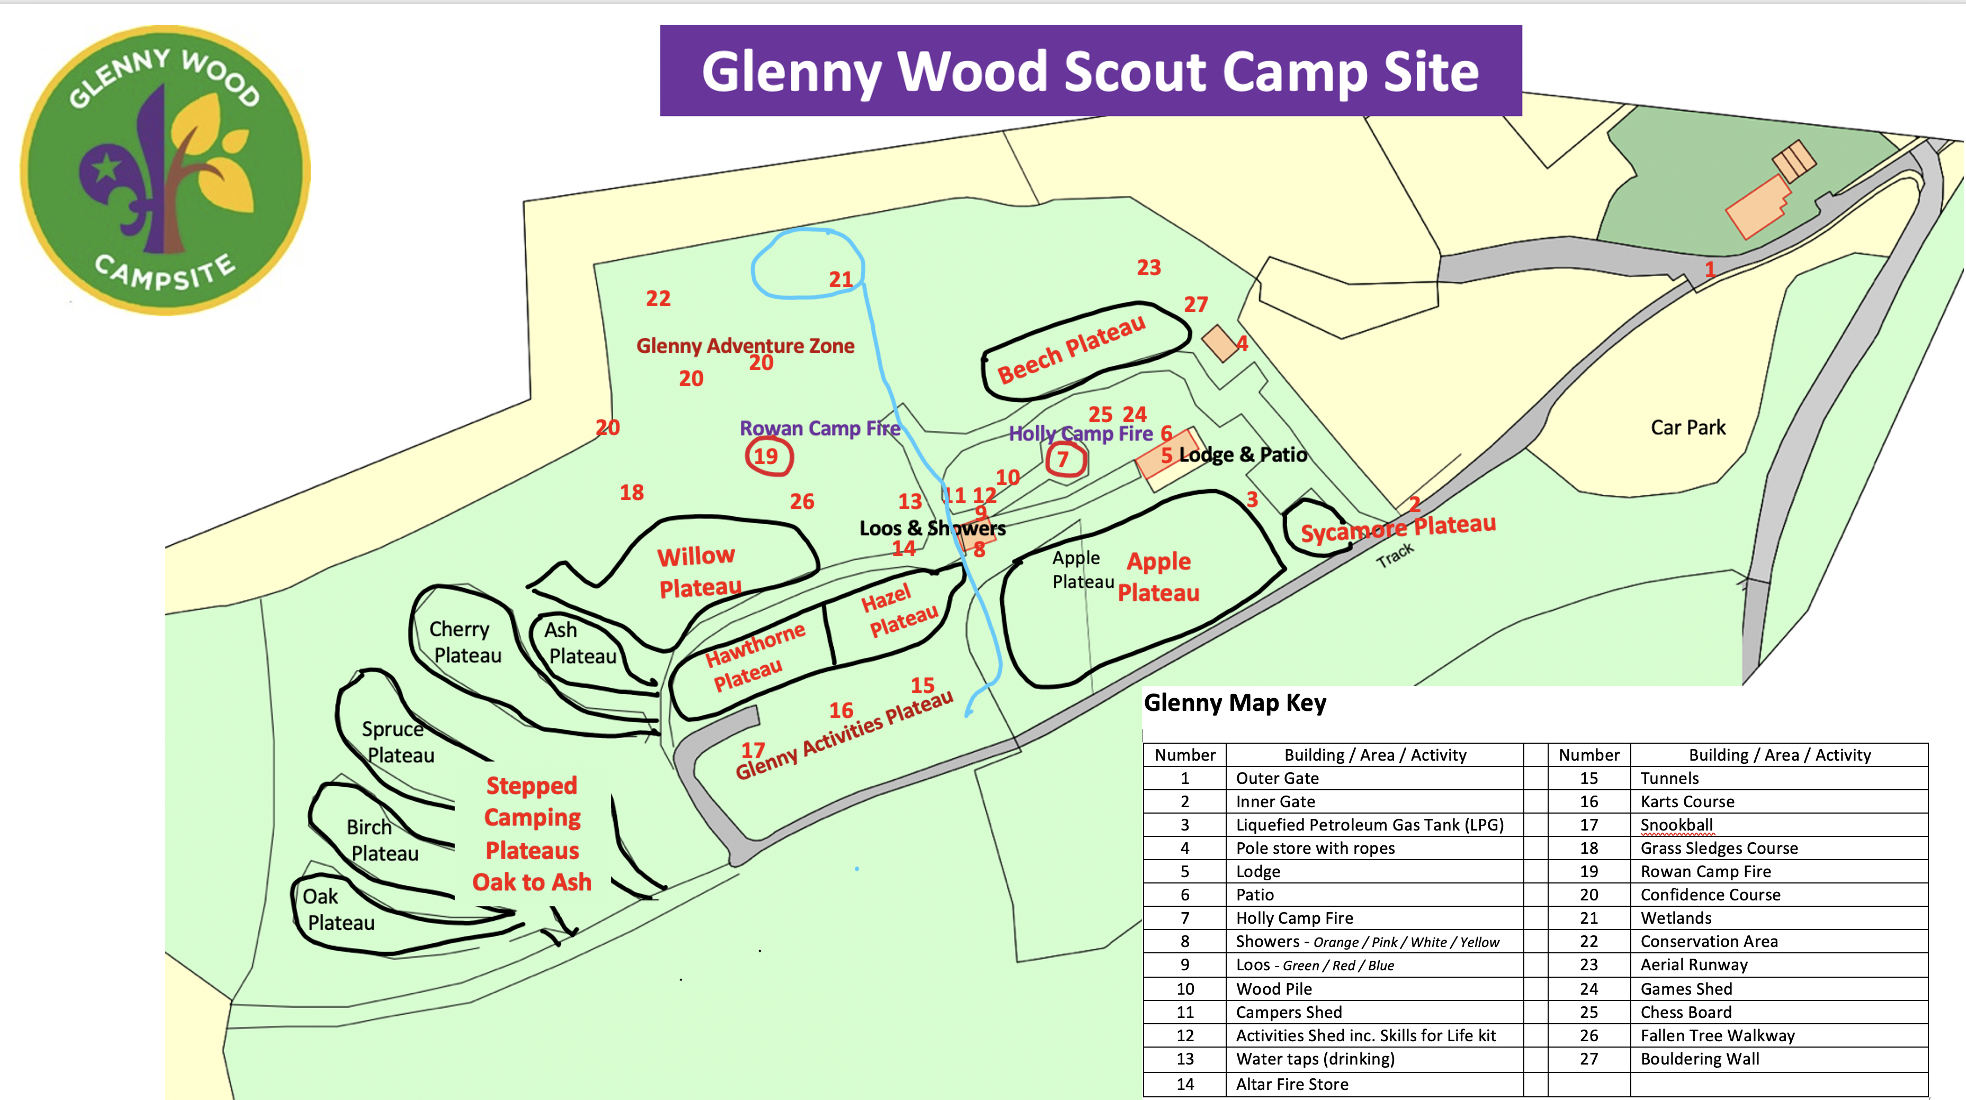 GLENNY WOOD
CAMPSITE
Glenny Wood Scout Camp Site
1
23
21
22
27
4
Beech Plateau
Glenny Adventure Zone
20
20
20
25 24
Rowan Camp Fire
Holly Camp Fire
6
Car Park
19
7
5
Lodge & Patio
10
18
26
13
11 12
3
2
9
Loos & Showers
Sycamore Plateau
14
8
Track
Willow
Plateau
Apple
Plateau
Apple
Plateau
Hazel
Plateau
Hawthorne
Plateau
Cherry
Plateau
Ash
Plateau
15
16
17
Glenny Activities Plateau
Spruce
Plateau
Birch
Plateau
Oak
Plateau
Stepped
Camping
Plateaus
Oak to Ash
Glenny Map Key
Number Building / Area / Activity Number Building / Area / Activity
1 Outer Gate 15 Tunnels
2 Inner Gate 16 Karts Course
3 Liquefied Petroleum Gas Tank (LPG) 17 Snookball
4 Pole store with ropes 18 Grass Sledges Course
5 Lodge 19 Rowan Camp Fire
6 Patio 20 Confidence Course
7 Holly Camp Fire 21 Wetlands
8 Showers - Orange / Pink / White / Yellow 22 Conservation Area
9 Loos - Green / Red / Blue 23 Aerial Runway
10 Wood Pile 24 Games Shed
11 Campers Shed 25 Chess Board
12 Activities Shed inc. Skills for Life kit 26 Fallen Tree Walkway
13 Water taps (drinking) 27 Bouldering Wall
14 Altar Fire Store